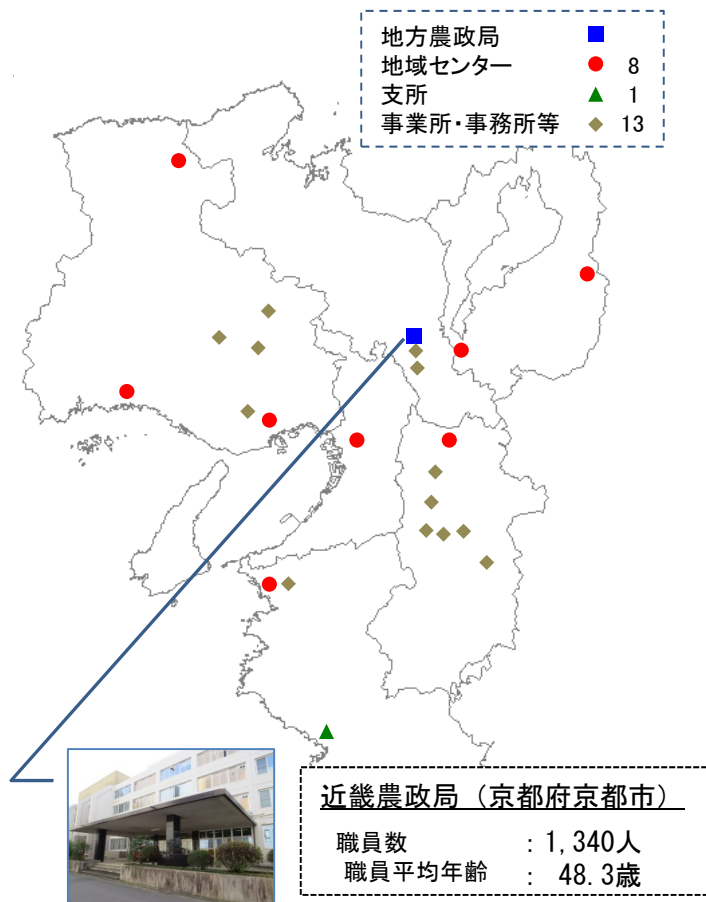 地方農政局 ■
地域センター ● 8
支所 ▲ 1
事業所・事務所等 ◆ 13
近畿農政局（京都府京都市）
職員数 : 1,340人
職員平均年齢 : 48.3歳